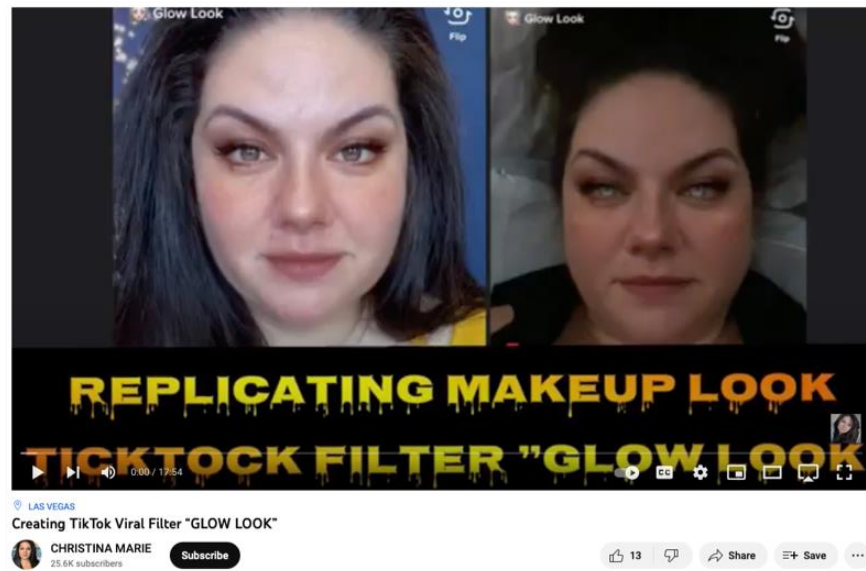 Glow Look
Flip
Glow Look
Flip
REPLICATING MAKEUP LOOK
TICKTOCK FILTER "GLOW LOOK
0:00 / 17:54
CC
LAS VEGAS
Creating TikTok Viral Filter "GLOW LOOK"
CHRISTINA MARIE
25.6K subscribers
Subscribe
13
Share
Save